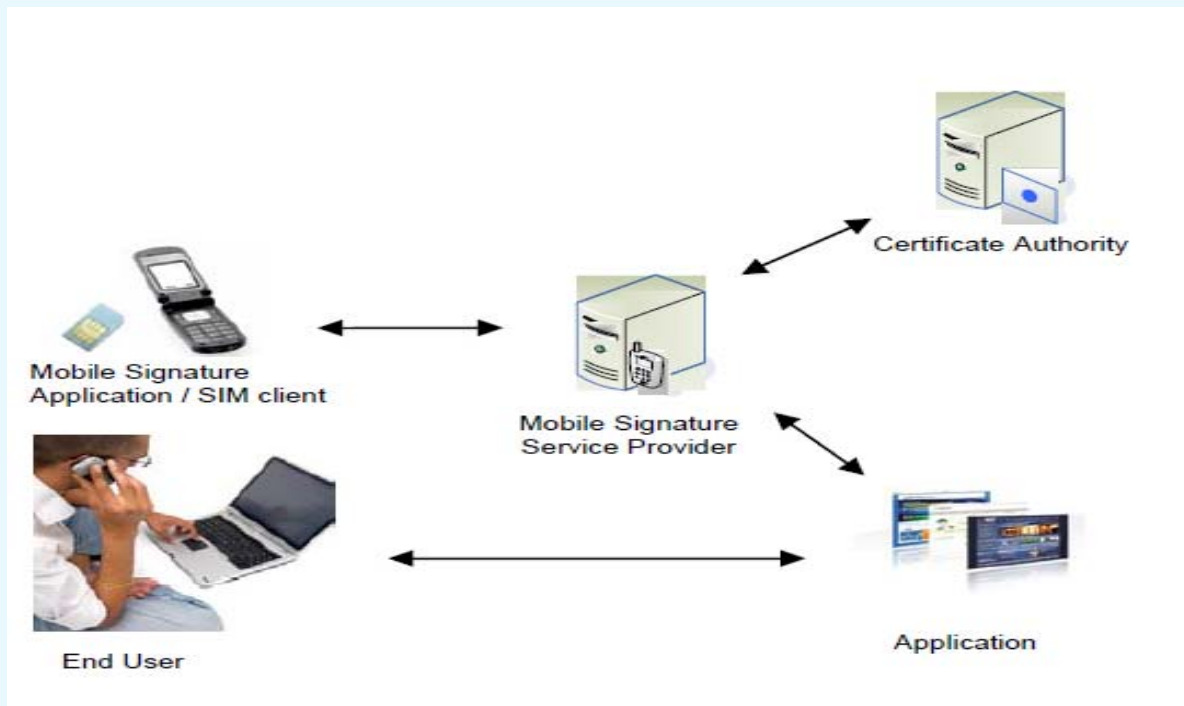 Certificate Authority
Mobile Signature
Application / SIM client
Mobile Signature
Service Provider
End User
Application